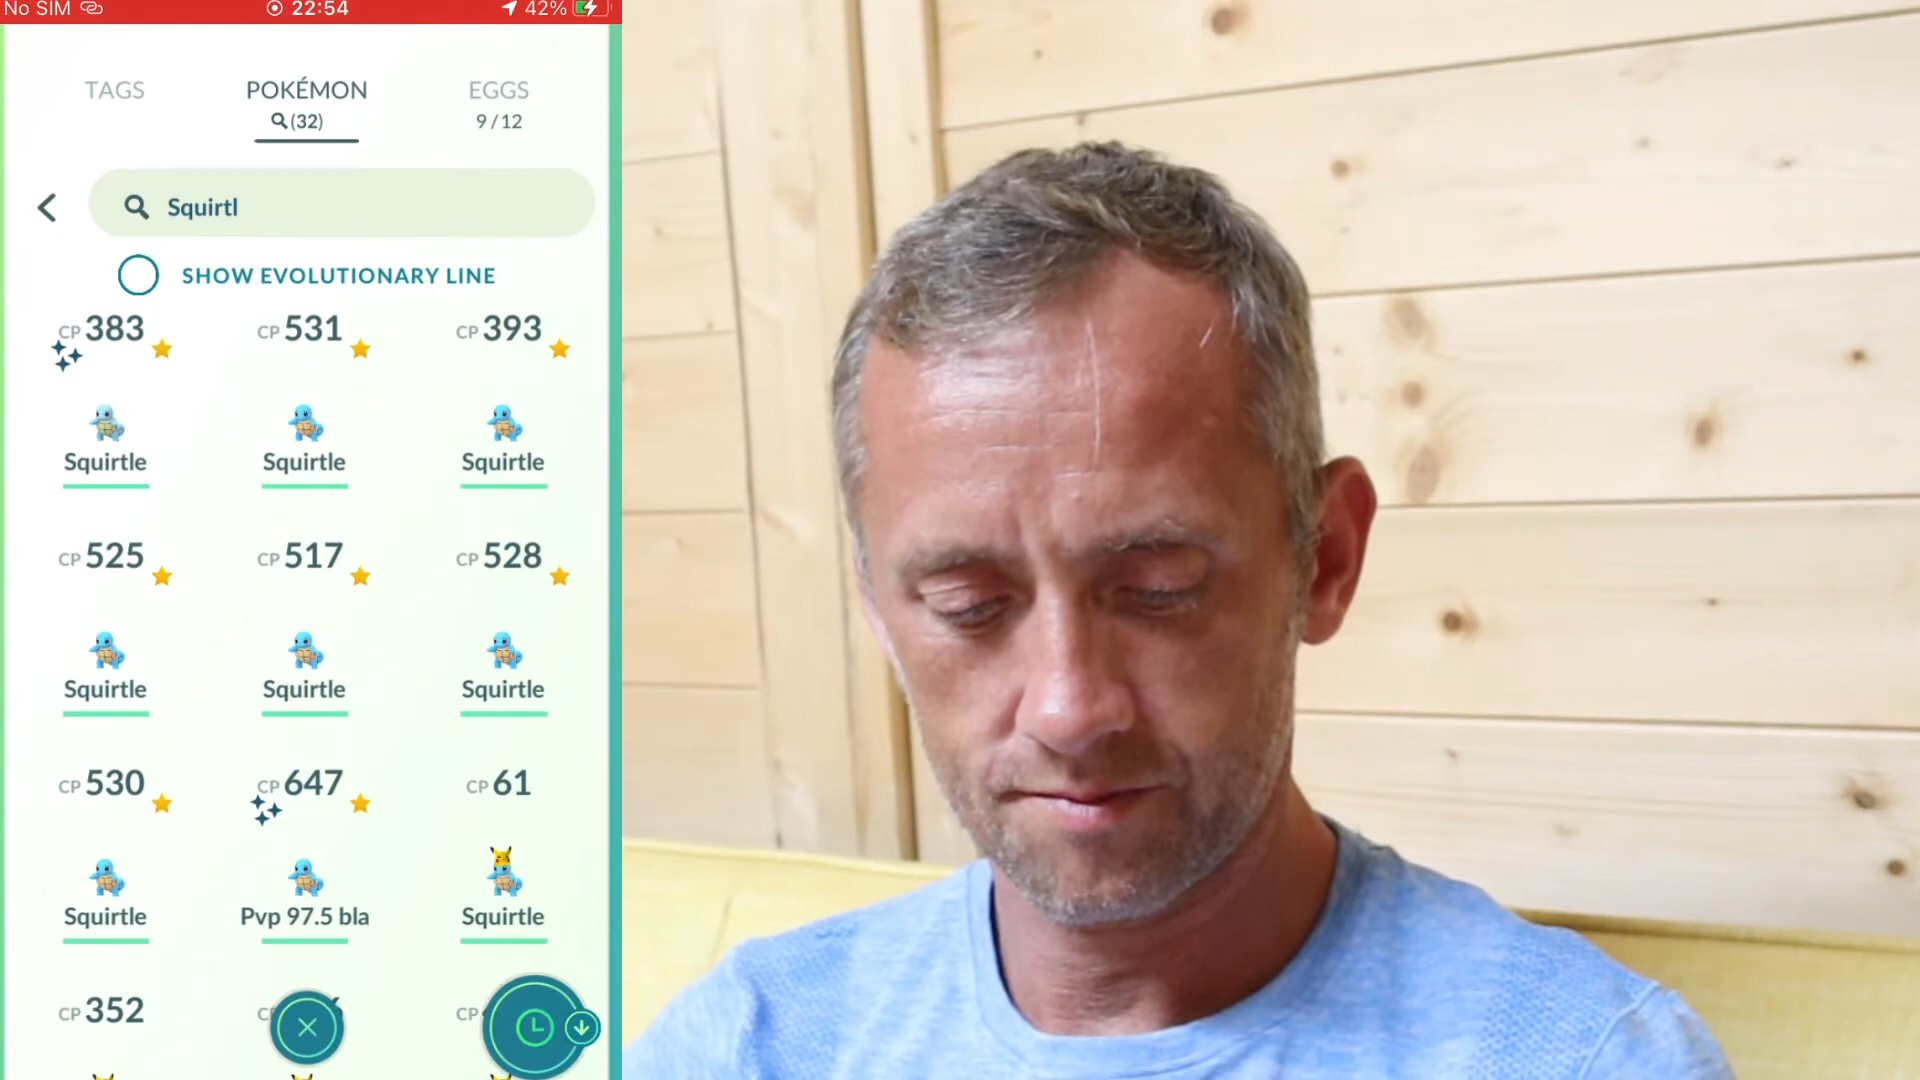 No SIM 22:54 42%
TAGS POKÉMON EGGS
(32) 9 / 12
Squirtl
SHOW EVOLUTIONARY LINE
CP 383 CP 531 CP 393
Squirtle Squirtle Squirtle
CP 525 CP 517 CP 528
Squirtle Squirtle Squirtle
CP 530 CP 647 CP 61
Squirtle Pvp 97.5 bla Squirtle
CP 352 CP